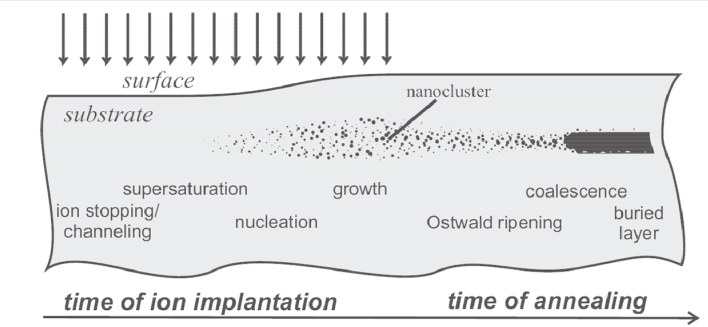 surface
substrate
nanocluster
supersaturation
growth
coalescence
ion stopping/
channeling
nucleation
Ostwald ripening
buried
layer
time of ion implantation
time of annealing